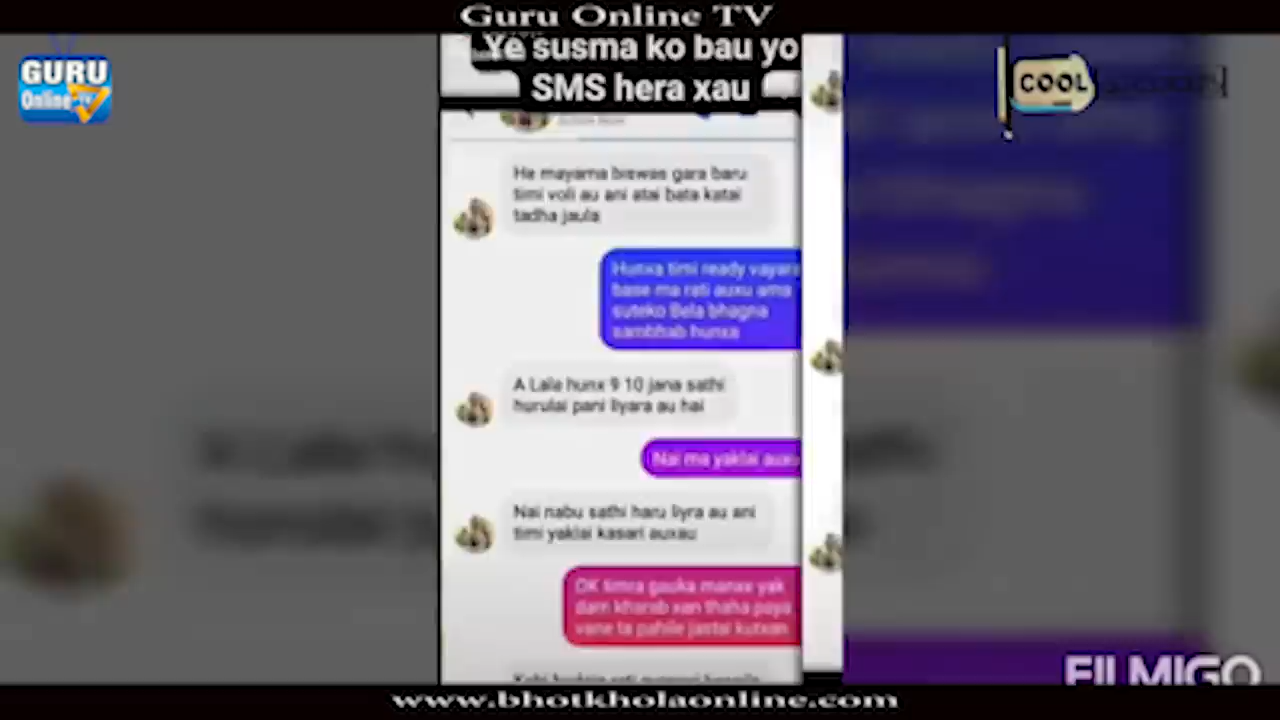 Guru Online TV
GURU
Online TV
COOL
Ye susma ko bau yo
SMS hera xau
He mayama biswas gara baru
timi voli au ani atai bata katai
tadha jaula
Hunxa timi ready vayara
base ma rati auxu ama
suteko Bela bhagna
sambhab hunxa
A Lala hunx 9 10 jana sathi
hurulai pani liyara au hai
Nai ma yaklai auxu
Nai nabu sathi haru liyra au ani
timi yaklai kasari auxau
OK timra gauka manxe yak
dam kharab xan thaha paya
vane ta pahile jastai kutxan
FILMIGO
www.bhotkholaonline.com